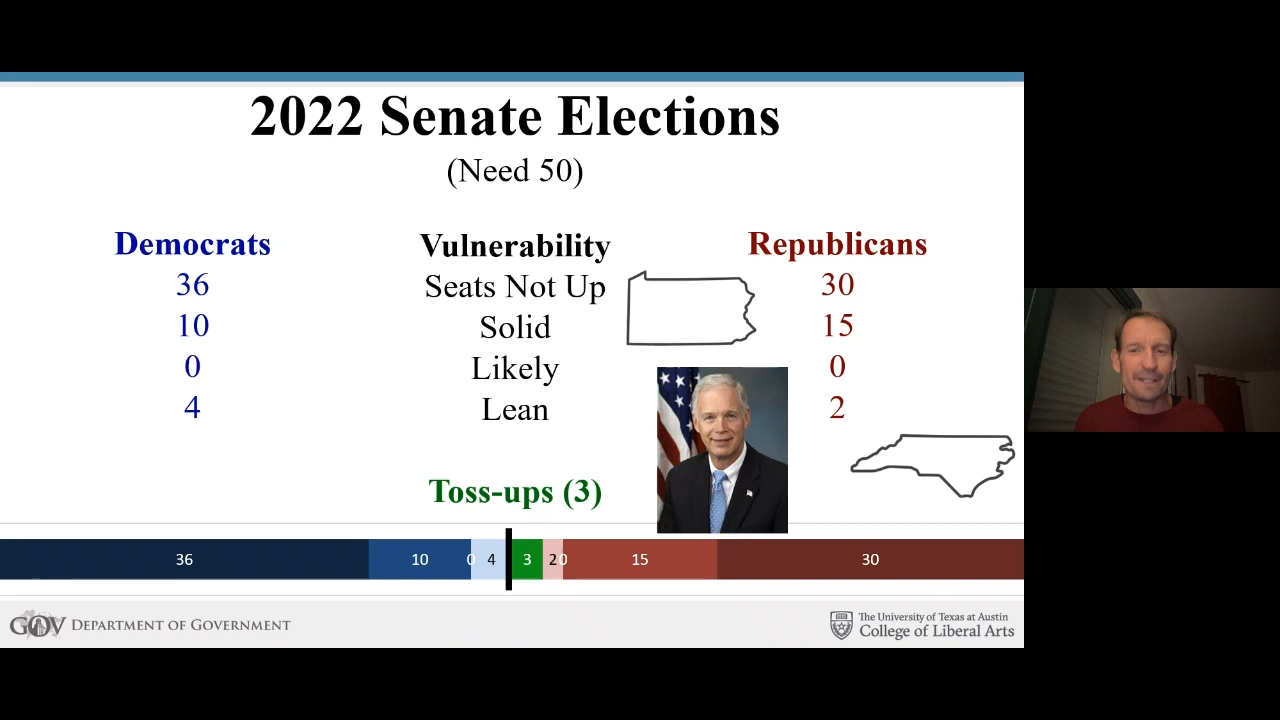 2022 Senate Elections
(Need 50)
Democrats Vulnerability Republicans
36 Seats Not Up 30
10 Solid 15
0 Likely 0
4 Lean 2
Toss-ups (3)
36 10 0 4 3 2 0 15 30
GOV DEPARTMENT OF GOVERNMENT
The University of Texas at Austin
College of Liberal Arts